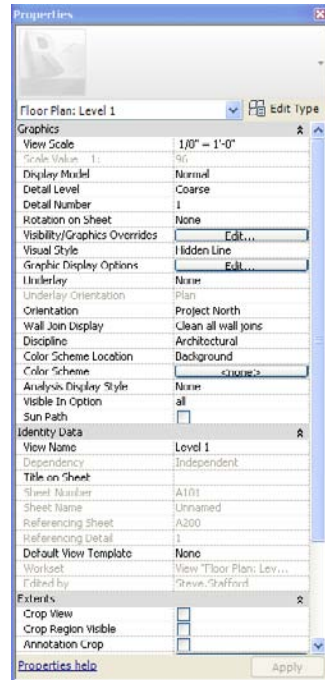 Properties
Floor Plan: Level 1 Edit Type
Graphics
View Scale 1/8" = 1'-0"
Scale Value 1: 96
Display Model Normal
Detail Level Coarse
Detail Number 1
Rotation on Sheet None
Visibility/Graphics Overrides Edit...
Visual Style Hidden Line
Graphic Display Options Edit...
Underlay None
Underlay Orientation Plan
Orientation Project North
Wall Join Display Clean all wall joins
Discipline Architectural
Color Scheme Location Background
Color Scheme <none>
Analysis Display Style None
Visible In Option all
Sun Path
Identity Data
View Name Level 1
Dependency Independent
Title on Sheet
Sheet Number A101
Sheet Name Unnamed
Referencing Sheet A200
Referencing Detail 1
Default View Template None
Workset View "Floor Plan: Lev...
Edited by Steve.Stafford
Extents
Crop View
Crop Region Visible
Annotation Crop
Properties help Apply